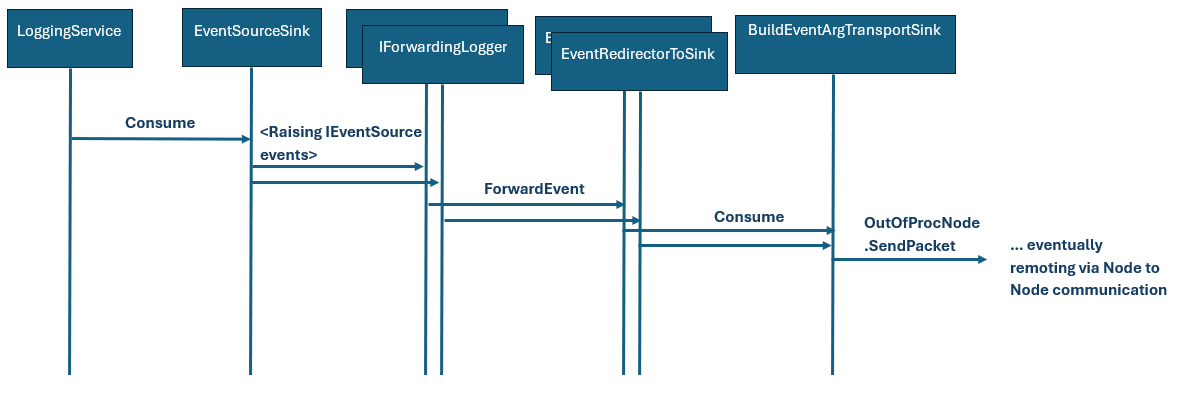 LoggingService
EventSourceSink
IForwardingLogger
E
EventRedirectorToSink
BuildEventArgTransportSink
Consume
<Raising IEventSource
events>
ForwardEvent
Consume
OutOfProcNode
.SendPacket
... eventually
remoting via Node to
Node communication